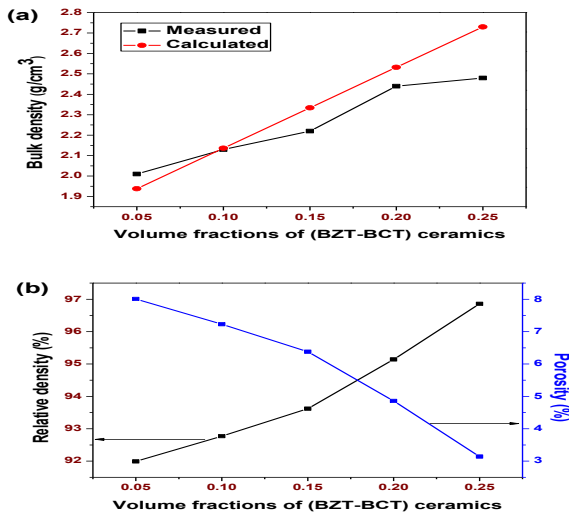 (a)
Measured
Calculated
2.8
2.7
2.6
2.5
2.4
2.3
2.2
2.1
2.0
1.9
Bulk density (g/cm³)
0.05 0.10 0.15 0.20 0.25
Volume fractions of (BZT-BCT) ceramics
(b)
97
96
95
94
93
92
Relative density (%)
8
7
6
5
4
3
Porosity (%)
0.05 0.10 0.15 0.20 0.25
Volume fractions of (BZT-BCT) ceramics